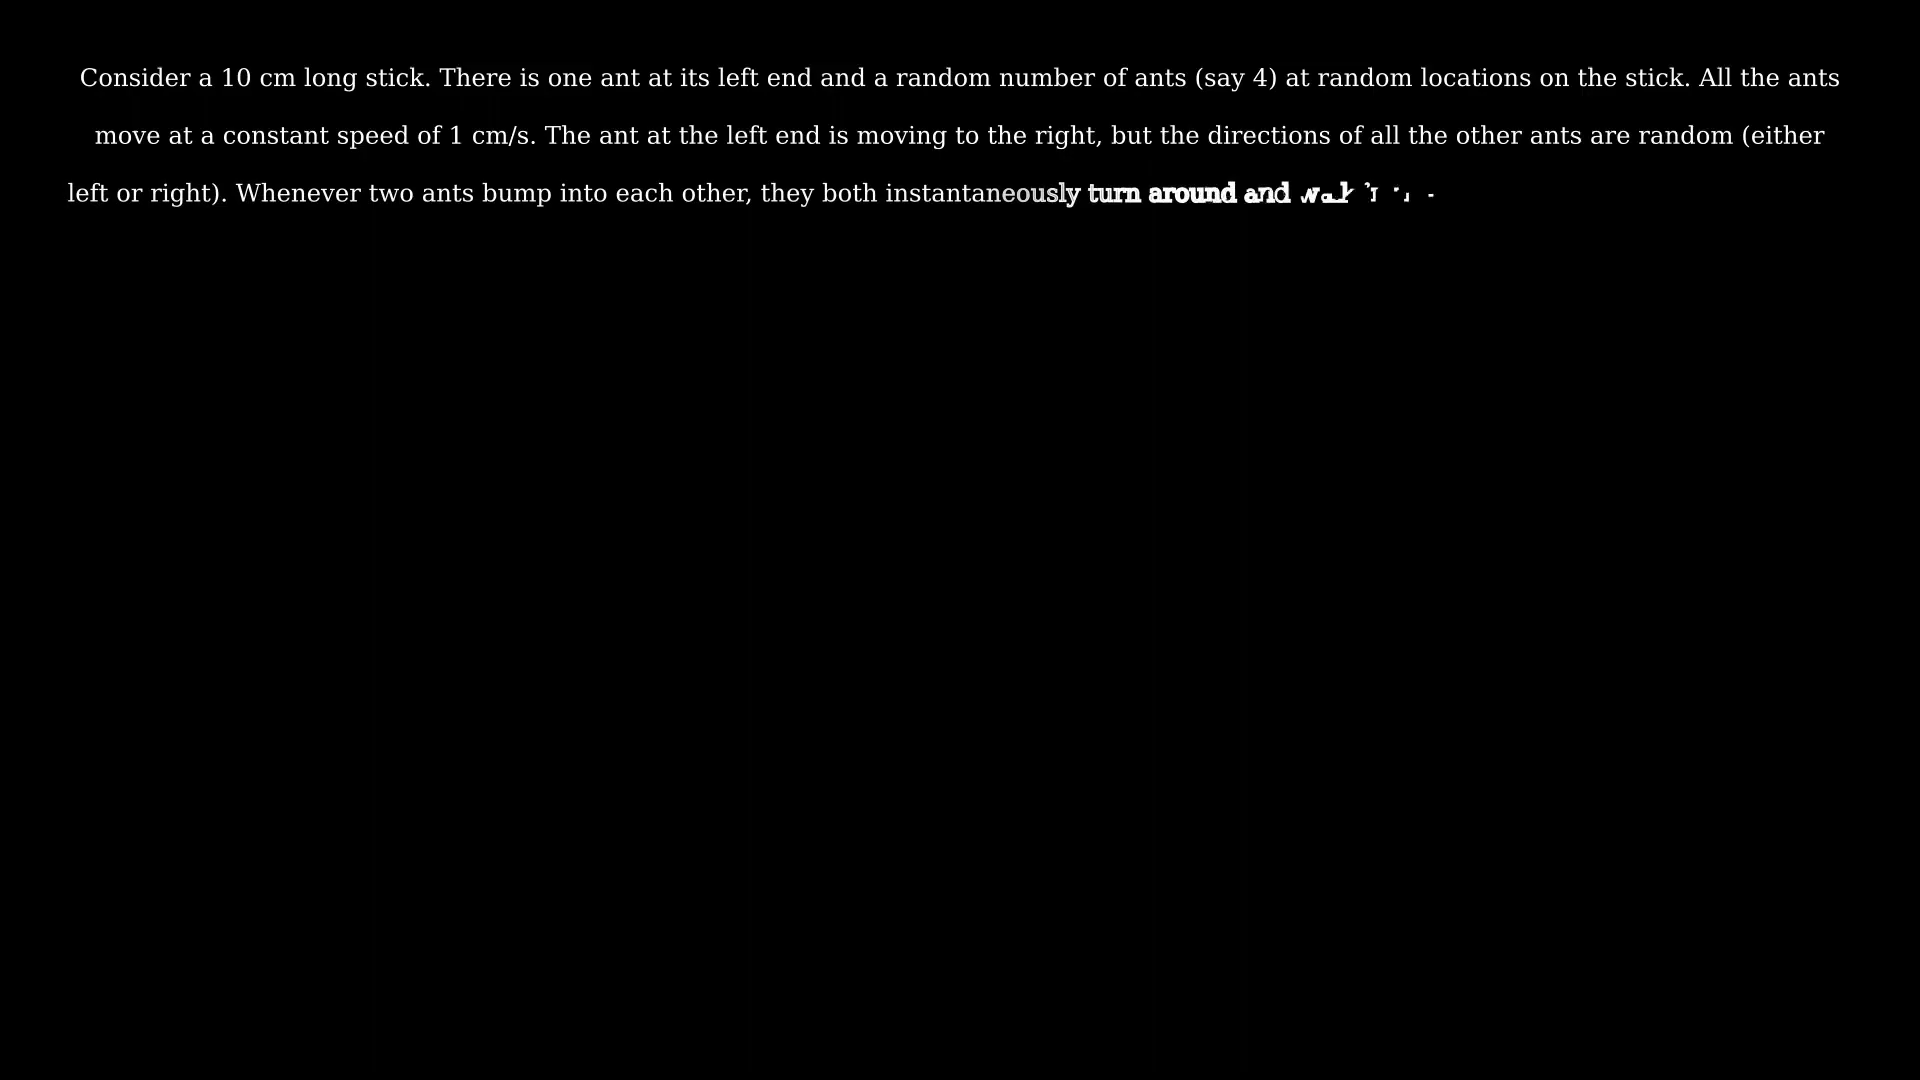 Consider a 10 cm long stick. There is one ant at its left end and a random number of ants (say 4) at random locations on the stick. All the ants
move at a constant speed of 1 cm/s. The ant at the left end is moving to the right, but the directions of all the other ants are random (either
left or right). Whenever two ants bump into each other, they both instantaneously turn around and walk